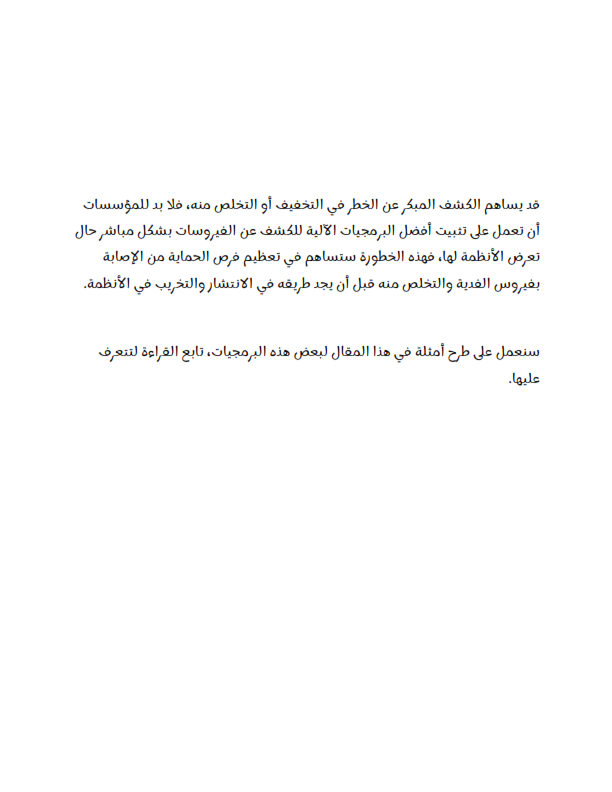 قد يساهم الكشف المبكر عن الخطر في التخفيف أو التخلص منه، فلا بد للمؤسسات
أن تعمل على تثبيت أفضل البرمجيات الآلية للكشف عن الفيروسات بشكل مباشر حال
تعرض الأنظمة لها، فهذه الخطورة ستساهم في تعظيم فرص الحماية من الإصابة
بفيروس الفدية والتخلص منه قبل أن يجد طريقه في الانتشار والتخريب في الأنظمة.
سنعمل على طرح أمثلة في هذا المقال لبعض هذه البرمجيات، تابع القراءة لتتعرف
عليها.